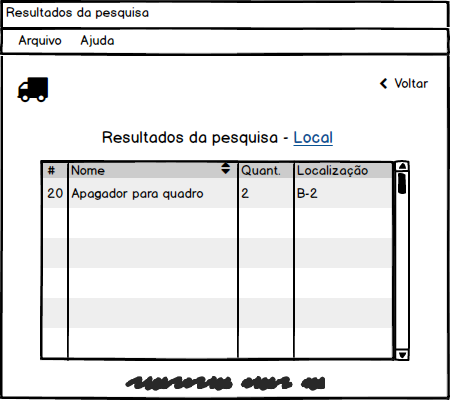 Resultados da pesquisa
Arquivo Ajuda
Voltar
Resultados da pesquisa - Local
# Nome Quant. Localização
20 Apagador para quadro 2 B-2